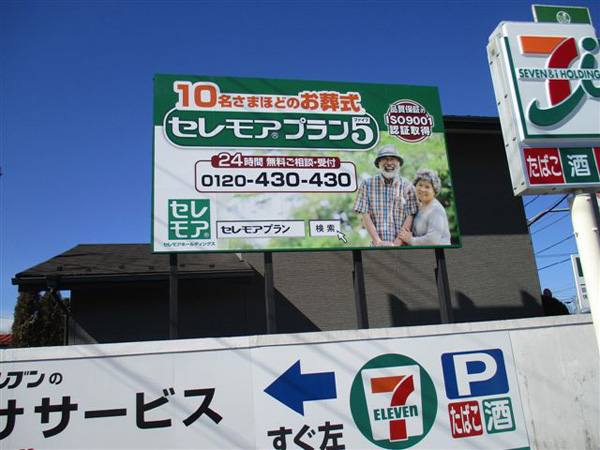 10名さまほどのお葬式
セレモア®プラン5
ファイブ
品質保証の
ISO9001
認証取得
24時間 無料ご相談・受付
0120-430-430
セレモア
セレモアホールディングス
セレモアプラン 検索
SEVEN&i HOLDINGS
たばこ 酒
ブンの
サービス
すぐ左
7
ELEVEN
P
たばこ 酒